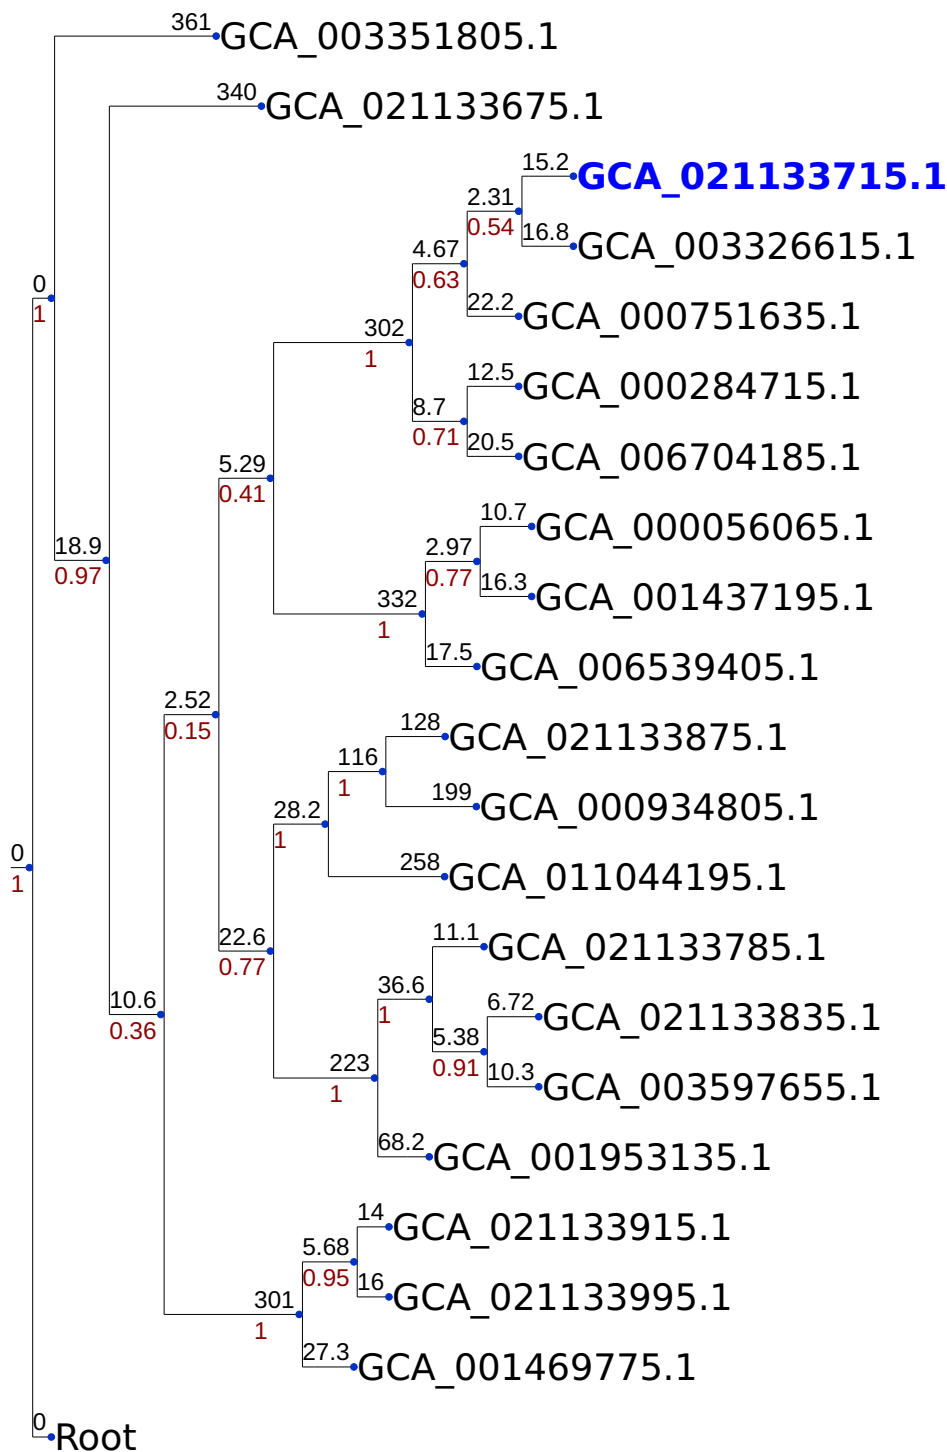 361 GCA_003351805.1
340 GCA_021133675.1
15.2 GCA_021133715.1
2.31
0.54
16.8 GCA_003326615.1
4.67
0.63
0
1
22.2 GCA_000751635.1
302
1
12.5 GCA_000284715.1
8.7
0.71
20.5 GCA_006704185.1
5.29
0.41
10.7 GCA_000056065.1
18.9
0.97
2.97
0.77
16.3 GCA_001437195.1
332
1
17.5 GCA_006539405.1
2.52
0.15
128 GCA_021133875.1
116
1
199 GCA_000934805.1
28.2
1
0
1
258 GCA_011044195.1
22.6
0.77
11.1 GCA_021133785.1
36.6
1
10.6
0.36
6.72 GCA_021133835.1
5.38
0.91
223
1
10.3 GCA_003597655.1
68.2 GCA_001953135.1
14 GCA_021133915.1
5.68
0.95
16 GCA_021133995.1
301
1
27.3 GCA_001469775.1
0 Root